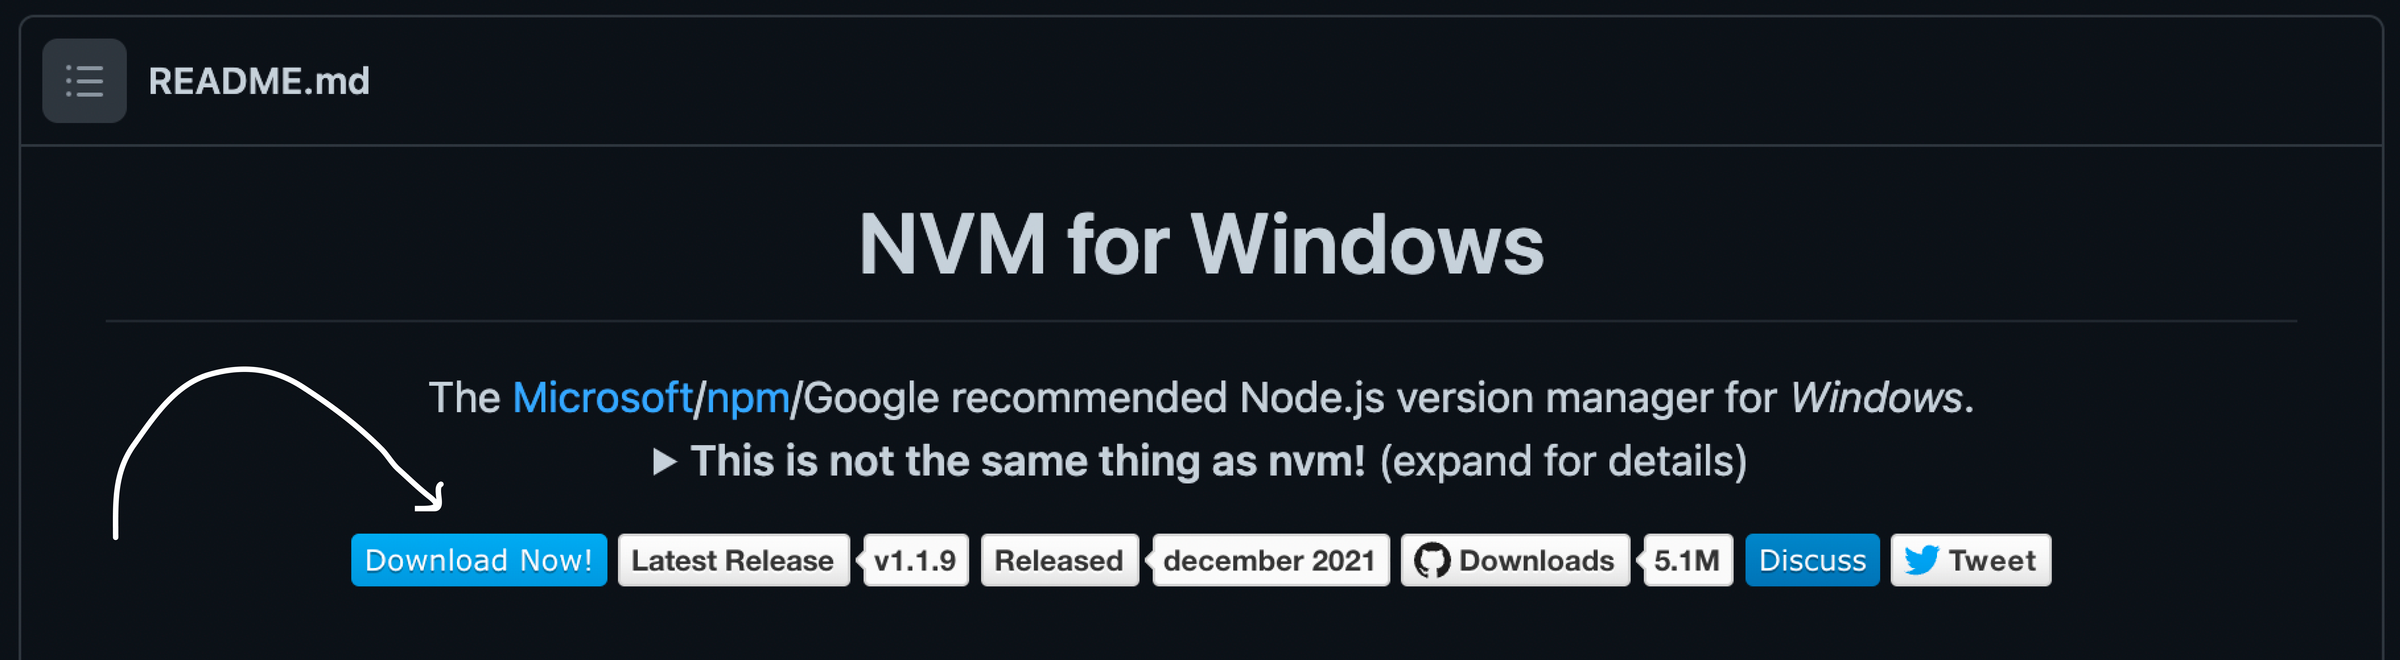 README.md
NVM for Windows
The Microsoft/npm/Google recommended Node.js version manager for Windows.
▶ This is not the same thing as nvm! (expand for details)
Download Now! Latest Release v1.1.9 Released december 2021 Downloads 5.1M Discuss Tweet